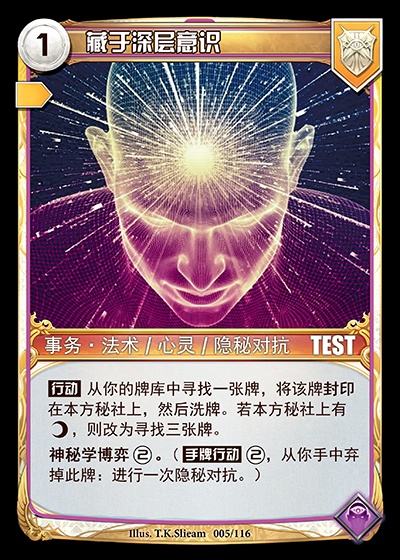 1 藏于深层意识
事务·法术/心灵/隐秘对抗 TEST
行动 从你的牌库中寻找一张牌，将该牌封印
在本方秘社上，然后洗牌。若本方秘社上有
，则改为寻找三张牌。
神秘学博弈②。（手牌行动②，从你手中弃
掉此牌：进行一次隐秘对抗。）
Illus. T.K.Slieam 005/116